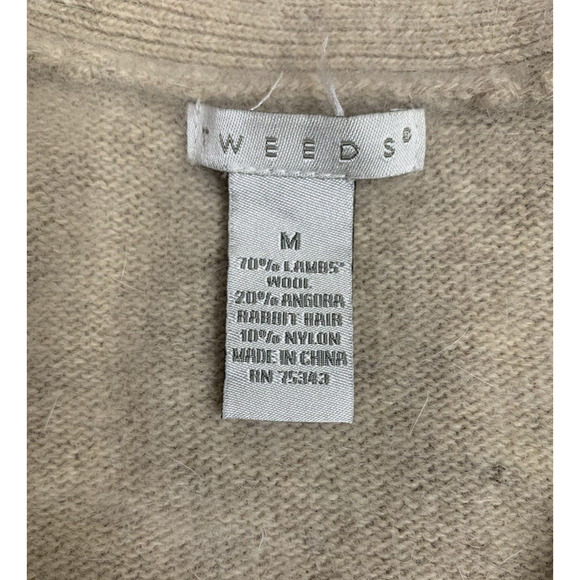 TWEEDS®
M
70% LAMBS'
WOOL
20% ANGORA
RABBIT HAIR
10% NYLON
MADE IN CHINA
RN 75343